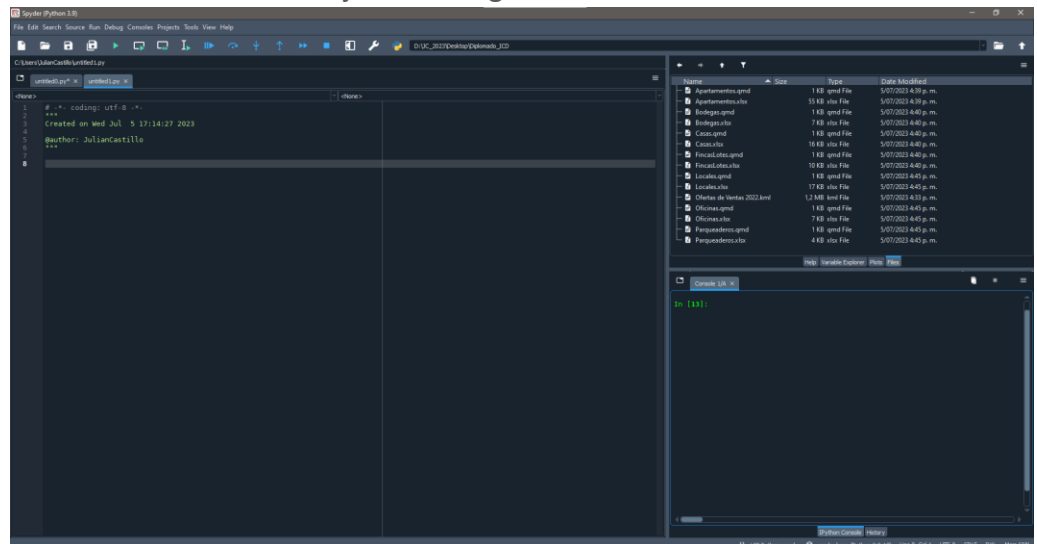 Spyder (Python 3.9)
File Edit Search Source Run Debug Consoles Projects Tools View Help
D:\UC_2023\Desktop\Diplomado_ICD
C:\Users\JulianCastillo\untitled1.py
untitled0.py* untitled1.py
<None> <None>
1 # -*- coding: utf-8 -*-
2 """
3 Created on Wed Jul  5 17:14:27 2023
4
5 @author: JulianCastillo
6 """
7
8
Name Size Type Date Modified
Apartamentos.qmd 1 KB qmd File 5/07/2023 4:39 p. m.
Apartamentos.xlsx 55 KB xlsx File 5/07/2023 4:39 p. m.
Bodegas.qmd 1 KB qmd File 5/07/2023 4:40 p. m.
Bodegas.xlsx 7 KB xlsx File 5/07/2023 4:40 p. m.
Casas.qmd 1 KB qmd File 5/07/2023 4:40 p. m.
Casas.xlsx 16 KB xlsx File 5/07/2023 4:40 p. m.
FincasLotes.qmd 1 KB qmd File 5/07/2023 4:40 p. m.
FincasLotes.xlsx 10 KB xlsx File 5/07/2023 4:40 p. m.
Locales.qmd 1 KB qmd File 5/07/2023 4:45 p. m.
Locales.xlsx 17 KB xlsx File 5/07/2023 4:45 p. m.
Ofertas de Ventas 2022.kml 1,2 MB kml File 5/07/2023 4:33 p. m.
Oficinas.qmd 1 KB qmd File 5/07/2023 4:45 p. m.
Oficinas.xlsx 7 KB xlsx File 5/07/2023 4:45 p. m.
Parqueaderos.qmd 1 KB qmd File 5/07/2023 4:45 p. m.
Parqueaderos.xlsx 4 KB xlsx File 5/07/2023 4:45 p. m.
Help Variable Explorer Plots Files
Console 1/A
In [13]:
IPython Console History